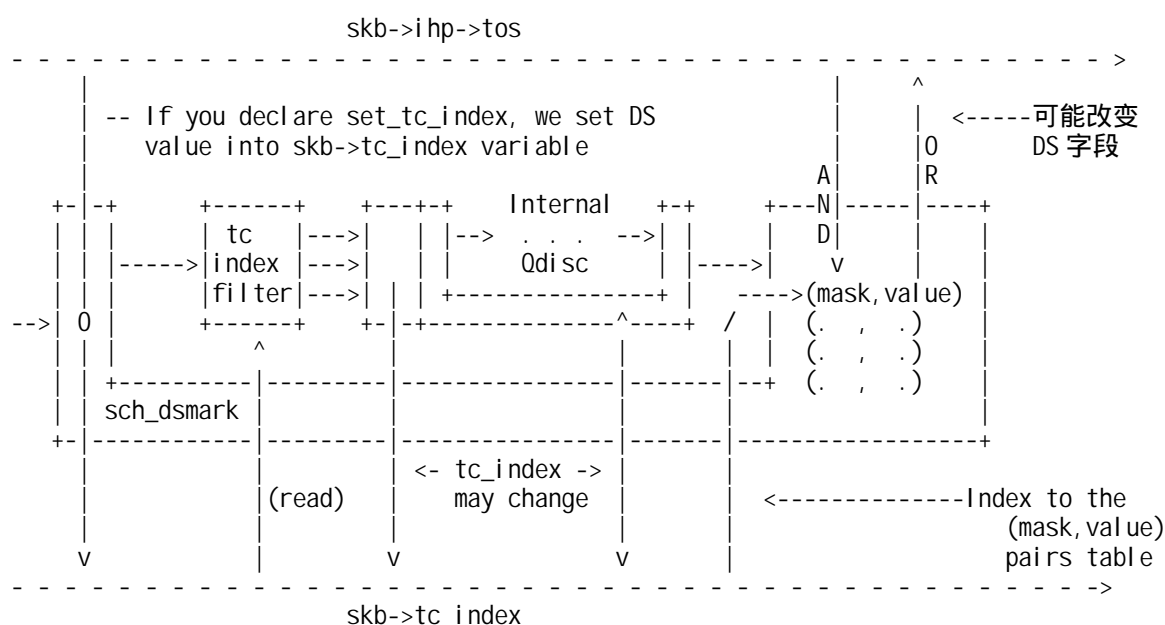 skb->ihp->tos
- - - - - - - - - - - - - - - - - - - - - - - - - - - - - - - - - - - - - - - - - >
| | ^
| -- If you declare set_tc_index, we set DS | | <-----可能改变
| value into skb->tc_index variable | |O DS 字段
| A| |R
+-|-+ +------+ +---+-+ Internal +-+ +---N|-----|----+
| | | | tc |--->| | |--> . . . -->| | | D| | |
| | |----->|index |--->| | | Qdisc | |---->| v | |
| | | |filter|--->| | | +---------------+ | ---->(mask,value) |
-->| O | +------+ +-|-+--------------^----+ / | (. , .) |
| | | ^ | | | | (. , .) |
| | +----------|---------|----------------|-------|--+ (. , .) |
| | sch_dsmark | | | | |
+-|------------|---------|----------------|-------|------------------+
| | | <- tc_index -> | |
| |(read) | may change | | <--------------Index to the
| | | | | (mask,value)
v | v v | pairs table
- - - - - - - - - - - - - - - - - - - - - - - - - - - - - - - - - - - - - - - - ->
skb->tc_index